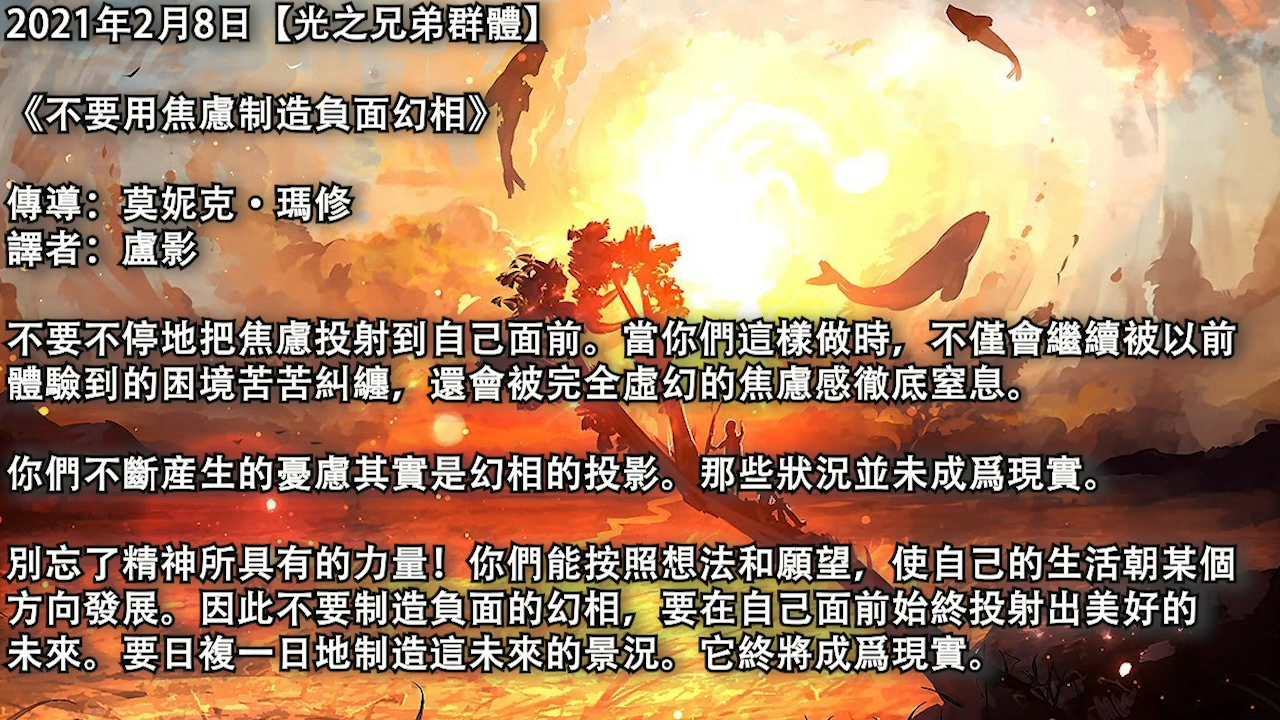 2021年2月8日【光之兄弟群體】
《不要用焦慮制造負面幻相》
傳導：莫妮克·瑪修
譯者：盧影
不要不停地把焦慮投射到自己面前。當你們這樣做時，不僅會繼續被以前
體驗到的困境苦苦糾纏，還會被完全虛幻的焦慮感徹底窒息。
你們不斷産生的憂慮其實是幻相的投影。那些狀況並未成爲現實。
別忘了精神所具有的力量！你們能按照想法和願望，使自己的生活朝某個
方向發展。因此不要制造負面的幻相，要在自己面前始終投射出美好的
未來。要日複一日地制造這未來的景況。它終將成爲現實。